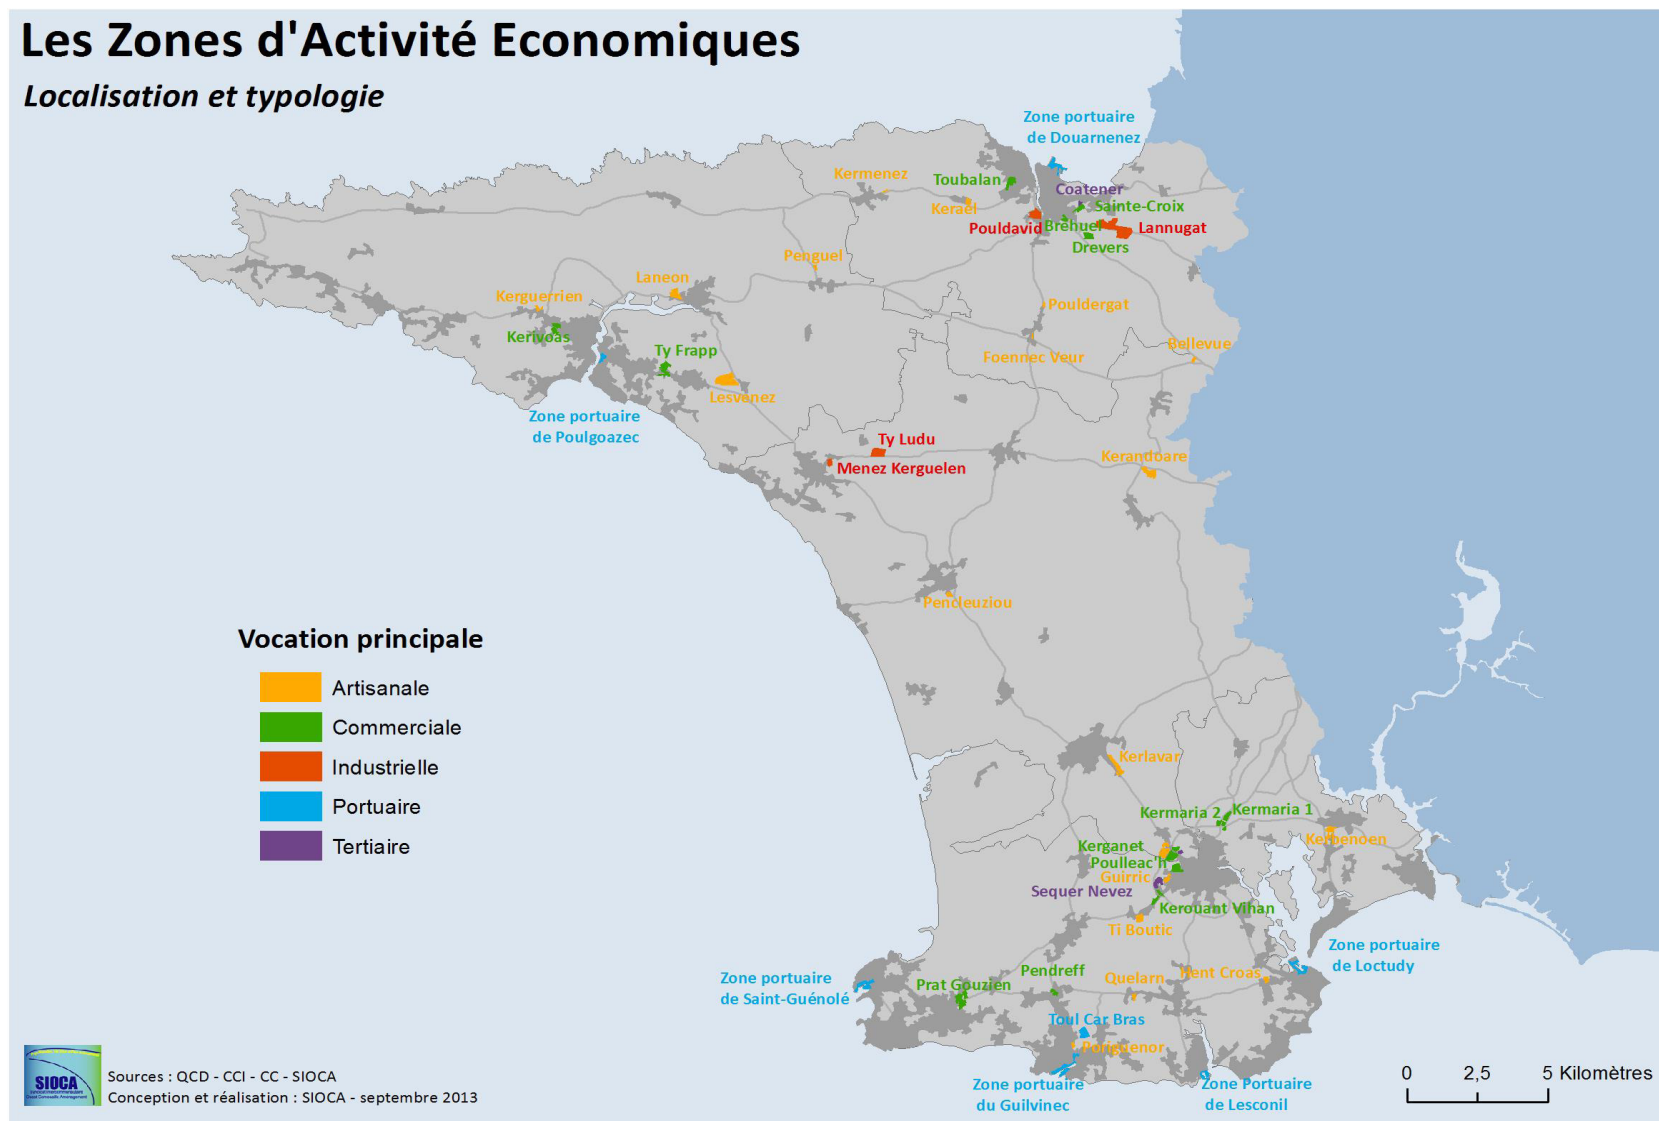 Les Zones d'Activité Economiques
Localisation et typologie
Zone portuaire
de Douarnenez
Kermenez
Toubalan
Coatener
Keraël
Sainte-Croix
Pouldavid
Bréhuel
Lannugat
Drevers
Penguel
Laneon
Kerguerrien
Pouldergat
Kerivoas
Ty Frapp
Foennec Veur
Bellevue
Lesvenez
Zone portuaire
de Poulgoazec
Ty Ludu
Menez Kerguelen
Kerandoare
Pencleuziou
Vocation principale
Artisanale
Commerciale
Industrielle
Portuaire
Tertiaire
Kerlavar
Kermaria 2
Kermaria 1
Kerbenoen
Kerganet
Poulleac'h
Guirric
Sequer Nevez
Kerouant Vihan
Ti Boutic
Zone portuaire
de Loctudy
Zone portuaire
de Saint-Guénolé
Prat Gouzien
Pendreff
Quelarn
Hent Croas
Toul Car Bras
Poriguenor
Zone portuaire
du Guilvinec
Zone Portuaire
de Lesconil
SIOCA
Sources : QCD - CCI - CC - SIOCA
Conception et réalisation : SIOCA - septembre 2013
0 2,5 5 Kilomètres